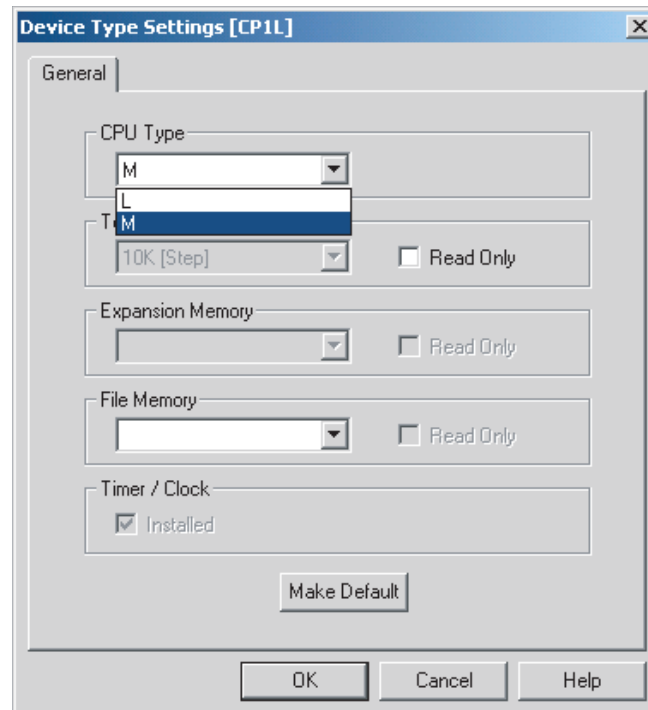 Device Type Settings [CP1L]
General
CPU Type
M
L
M
10K [Step]
Read Only
Expansion Memory
Read Only
File Memory
Read Only
Timer / Clock
Installed
Make Default
OK
Cancel
Help